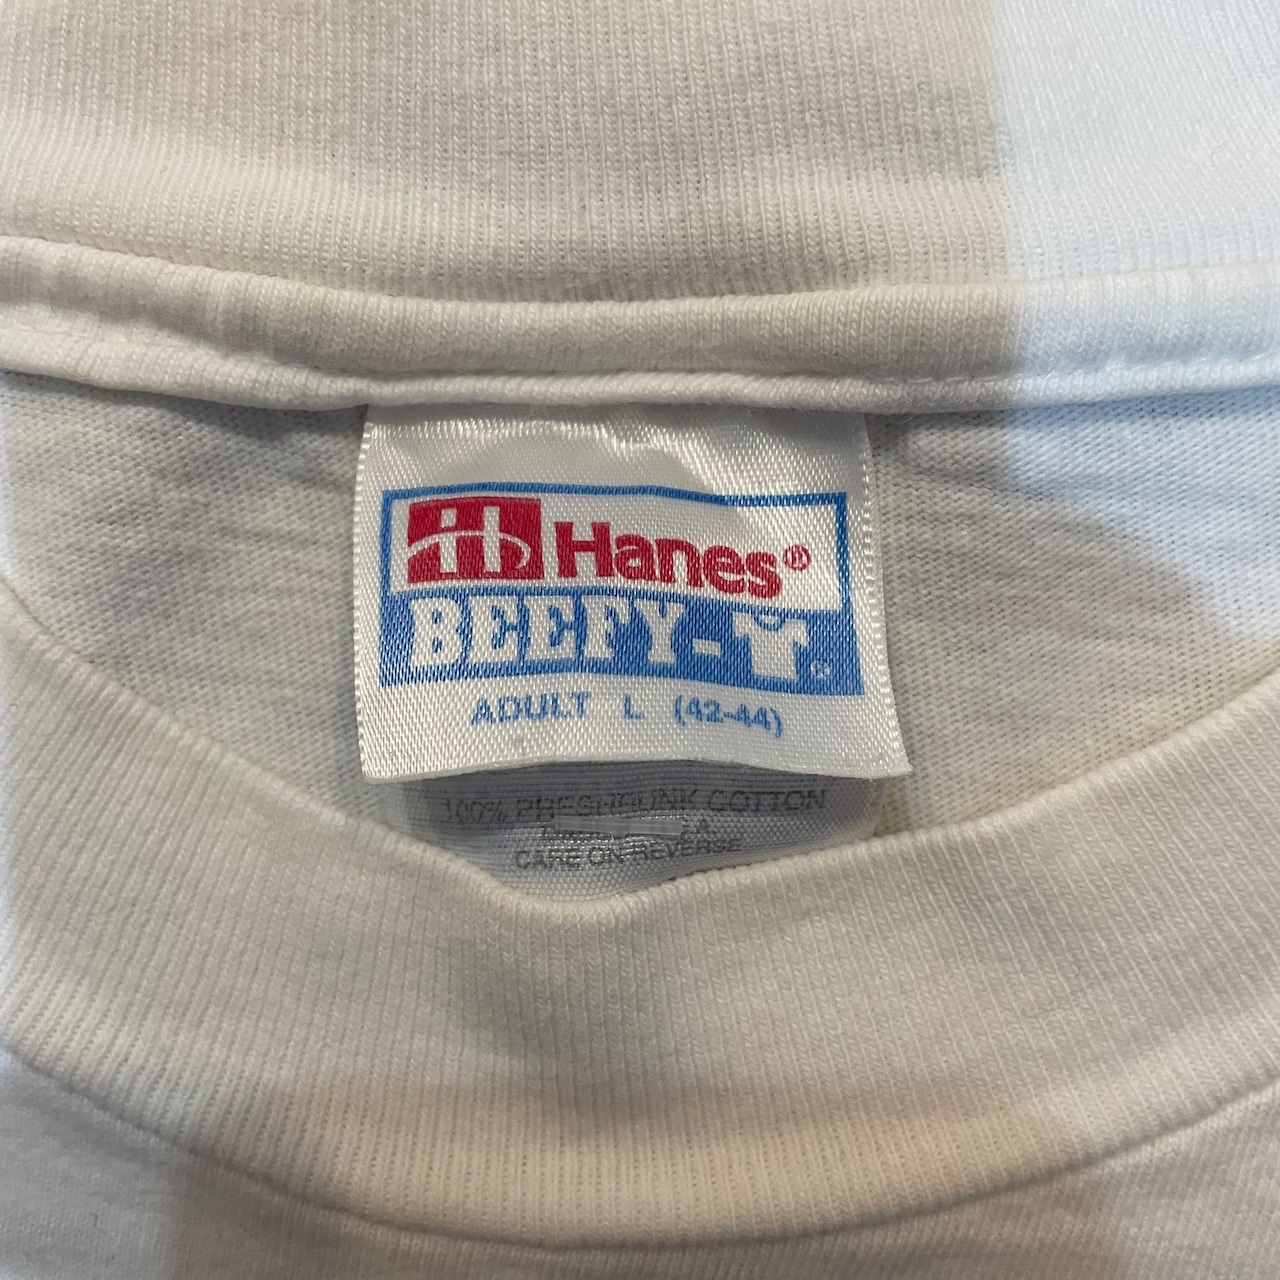 Hanes®
BEEFY-T®
ADULT L (42-44)
100% PRESHRUNK COTTON
CARE ON REVERSE